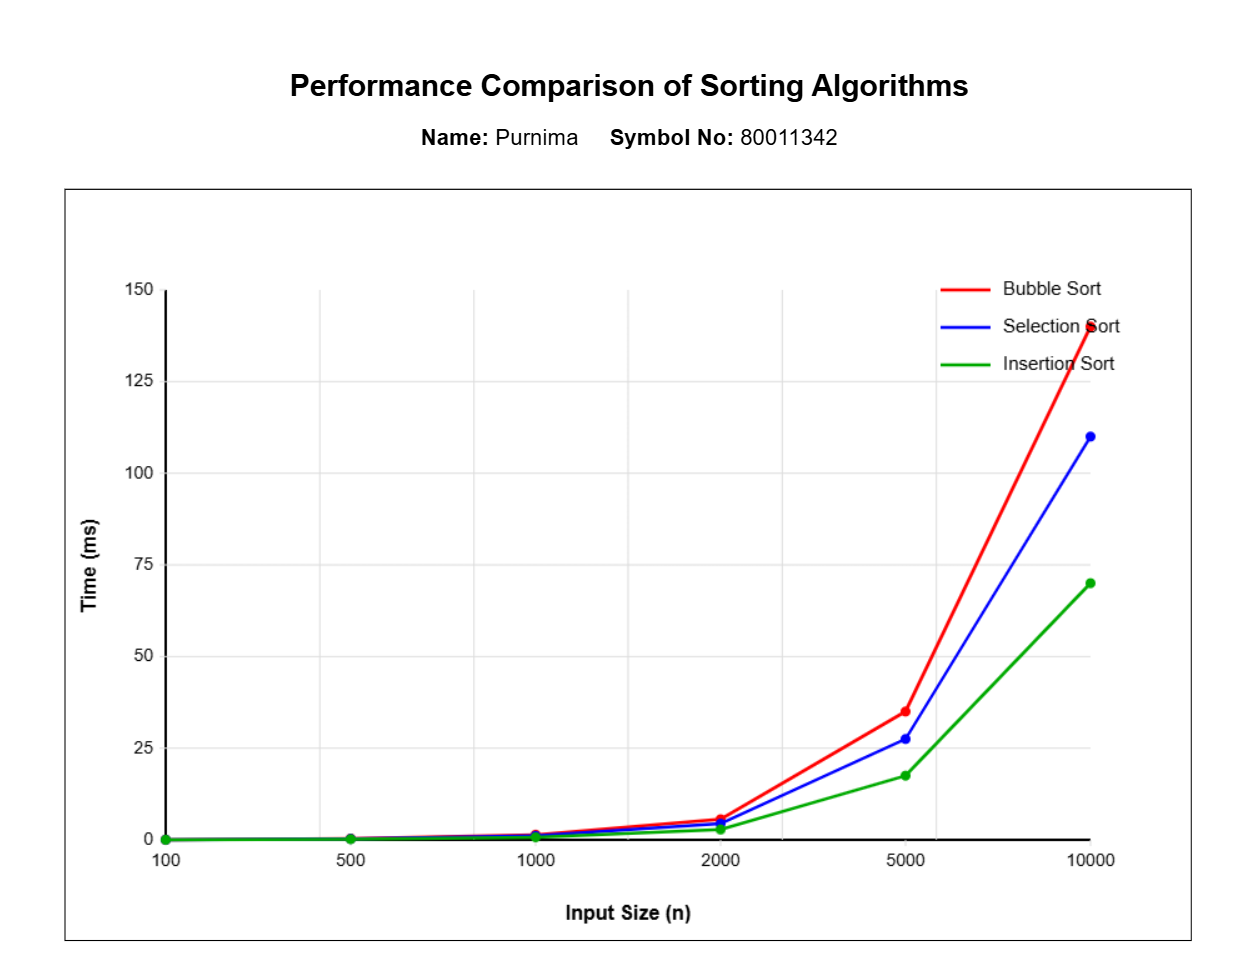 Performance Comparison of Sorting Algorithms
Name: Purnima Symbol No: 80011342
150
125
100
75
50
25
0
Time (ms)
Bubble Sort
Selection Sort
Insertion Sort
100 500 1000 2000 5000 10000
Input Size (n)